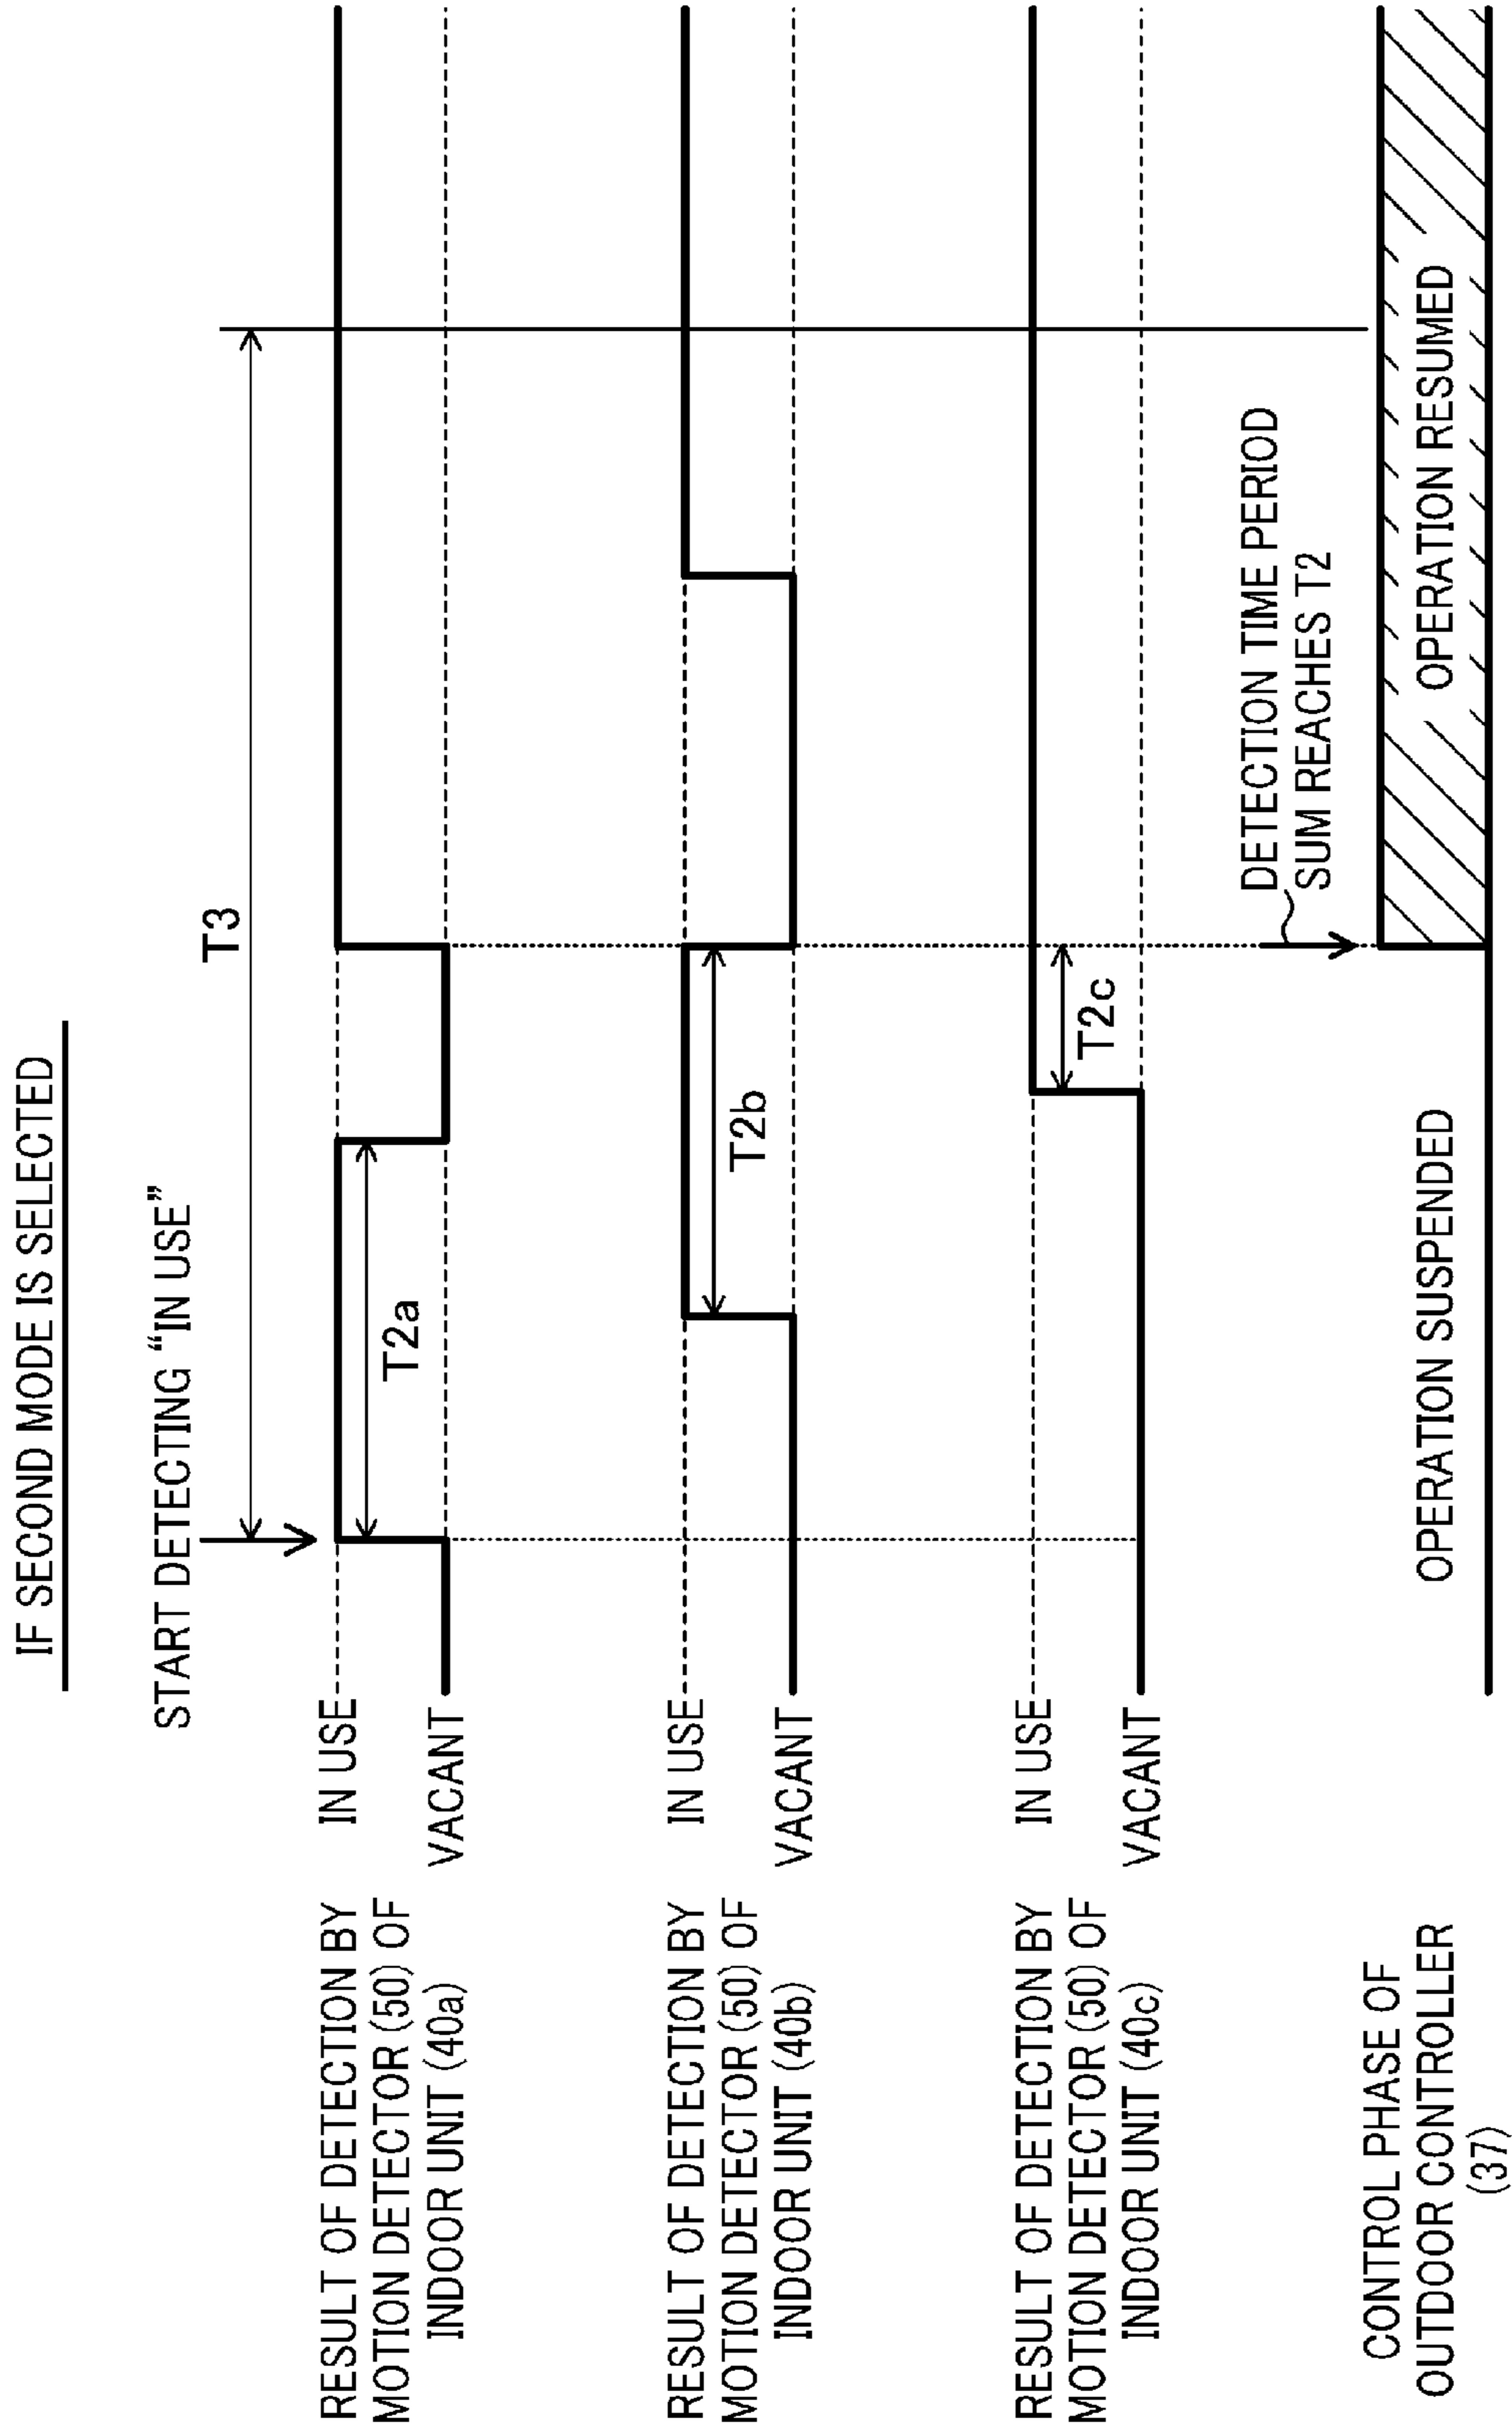 IF SECOND MODE IS SELECTED
START DETECTING “IN USE”
T3
RESULT OF DETECTION BY
MOTION DETECTOR (50) OF
INDOOR UNIT (40a)
IN USE
VACANT
T2a
RESULT OF DETECTION BY
MOTION DETECTOR (50) OF
INDOOR UNIT (40b)
IN USE
VACANT
T2b
RESULT OF DETECTION BY
MOTION DETECTOR (50) OF
INDOOR UNIT (40c)
IN USE
VACANT
T2c
DETECTION TIME PERIOD
SUM REACHES T2
CONTROL PHASE OF
OUTDOOR CONTROLLER
(37)
OPERATION SUSPENDED
OPERATION RESUMED